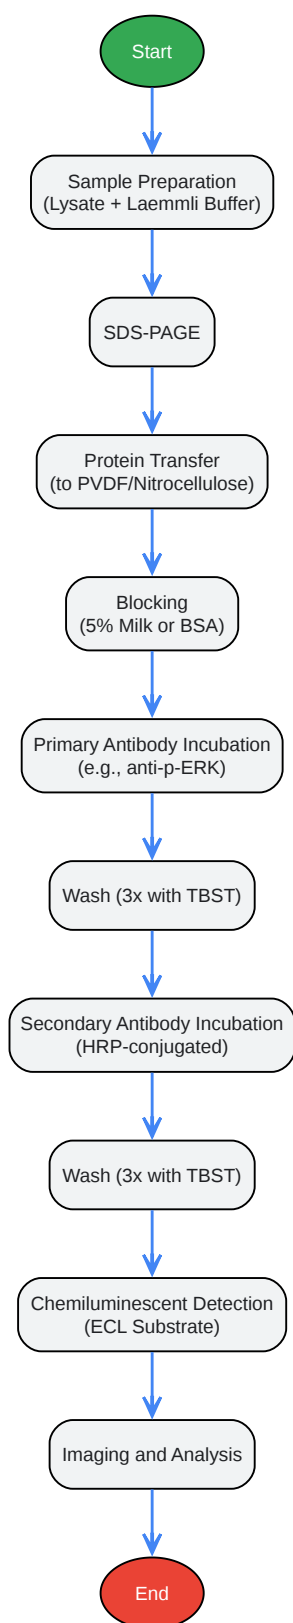 Start
Sample Preparation
(Lysate + Laemmli Buffer)
SDS-PAGE
Protein Transfer
(to PVDF/Nitrocellulose)
Blocking
(5% Milk or BSA)
Primary Antibody Incubation
(e.g., anti-p-ERK)
Wash (3x with TBST)
Secondary Antibody Incubation
(HRP-conjugated)
Wash (3x with TBST)
Chemiluminescent Detection
(ECL Substrate)
Imaging and Analysis
End